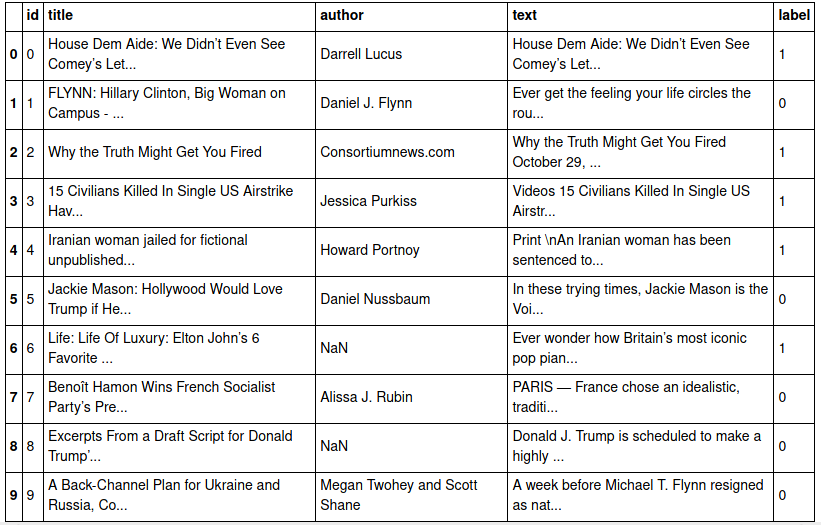 id title author text label
0 0 House Dem Aide: We Didn’t Even See Comey’s Let... Darrell Lucus House Dem Aide: We Didn’t Even See Comey’s Let... 1
1 1 FLYNN: Hillary Clinton, Big Woman on Campus - ... Daniel J. Flynn Ever get the feeling your life circles the rou... 0
2 2 Why the Truth Might Get You Fired Consortiumnews.com Why the Truth Might Get You Fired October 29, ... 1
3 3 15 Civilians Killed In Single US Airstrike Hav... Jessica Purkiss Videos 15 Civilians Killed In Single US Airstr... 1
4 4 Iranian woman jailed for fictional unpublished... Howard Portnoy Print \nAn Iranian woman has been sentenced to... 1
5 5 Jackie Mason: Hollywood Would Love Trump if He... Daniel Nussbaum In these trying times, Jackie Mason is the Voi... 0
6 6 Life: Life Of Luxury: Elton John’s 6 Favorite ... NaN Ever wonder how Britain’s most iconic pop pian... 1
7 7 Benoît Hamon Wins French Socialist Party’s Pre... Alissa J. Rubin PARIS — France chose an idealistic, traditi... 0
8 8 Excerpts From a Draft Script for Donald Trump’... NaN Donald J. Trump is scheduled to make a highly ... 0
9 9 A Back-Channel Plan for Ukraine and Russia, Co... Megan Twohey and Scott Shane A week before Michael T. Flynn resigned as nat... 0